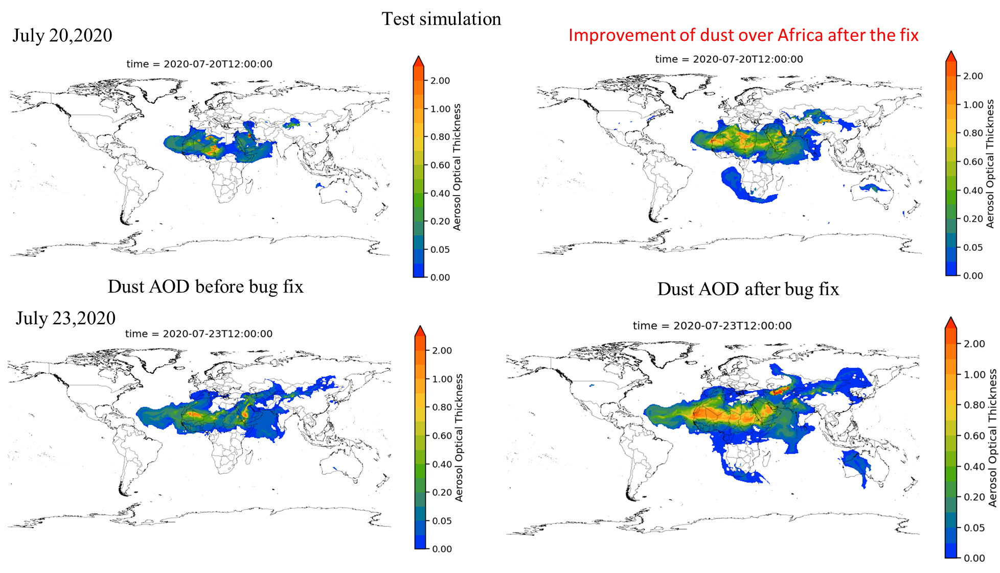 Test simulation
July 20,2020
Improvement of dust over Africa after the fix
time = 2020-07-20T12:00:00
2.00
1.00
0.80
0.60
0.40
0.20
0.05
0.00
Aerosol Optical Thickness
time = 2020-07-20T12:00:00
2.00
1.00
0.80
0.60
0.40
0.20
0.05
0.00
Aerosol Optical Thickness
Dust AOD before bug fix
Dust AOD after bug fix
July 23,2020
time = 2020-07-23T12:00:00
2.00
1.00
0.80
0.60
0.40
0.20
0.05
0.00
Aerosol Optical Thickness
time = 2020-07-23T12:00:00
2.00
1.00
0.80
0.60
0.40
0.20
0.05
0.00
Aerosol Optical Thickness